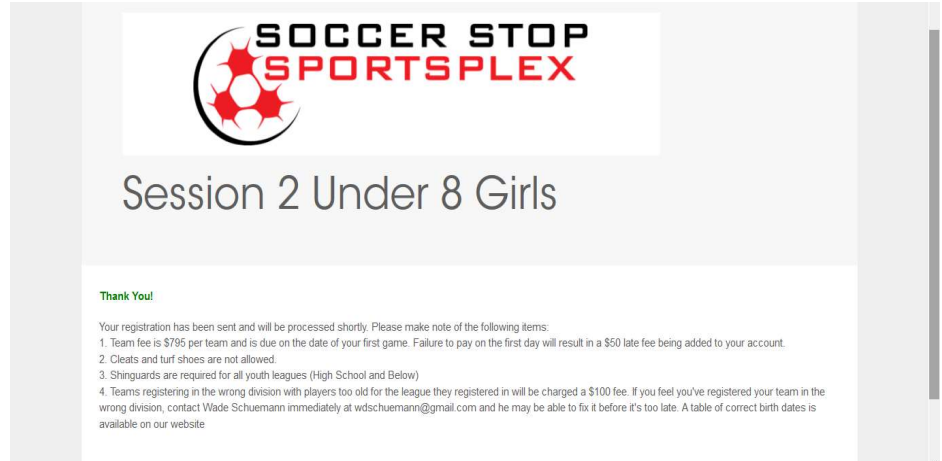 SOCCER STOP
SPORTSPLEX
Session 2 Under 8 Girls
Thank You!
Your registration has been sent and will be processed shortly. Please make note of the following items:
1. Team fee is $795 per team and is due on the date of your first game. Failure to pay on the first day will result in a $50 late fee being added to your account.
2. Cleats and turf shoes are not allowed.
3. Shinguards are required for all youth leagues (High School and Below)
4. Teams registering in the wrong division with players too old for the league they registered in will be charged a $100 fee. If you feel you've registered your team in the
wrong division, contact Wade Schuemann immediately at wdschuemann@gmail.com and he may be able to fix it before it's too late. A table of correct birth dates is
available on our website